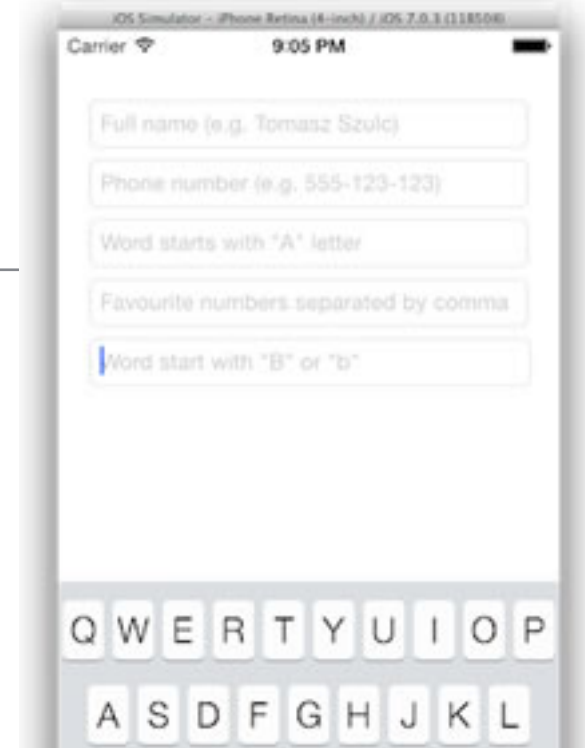 iOS Simulator - iPhone Retina (4-inch) / iOS 7.0.3 (11B508)
Carrier 9:05 PM
Full name (e.g. Tomasz Szulc)
Phone number (e.g. 555-123-123)
Word starts with "A" letter
Favourite numbers separated by comma
Word start with "B" or "b"
Q W E R T Y U I O P
A S D F G H J K L